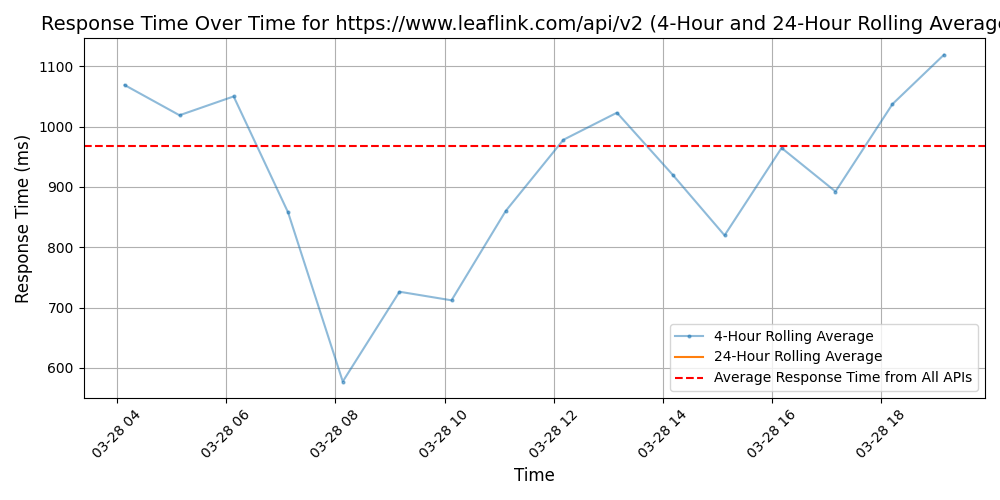 Response Time Over Time for https://www.leaflink.com/api/v2 (4-Hour and 24-Hour Rolling Average
Response Time (ms)
1100
1000
900
800
700
600
4-Hour Rolling Average
24-Hour Rolling Average
Average Response Time from All APIs
03-28 04
03-28 06
03-28 08
03-28 10
03-28 12
03-28 14
03-28 16
03-28 18
Time